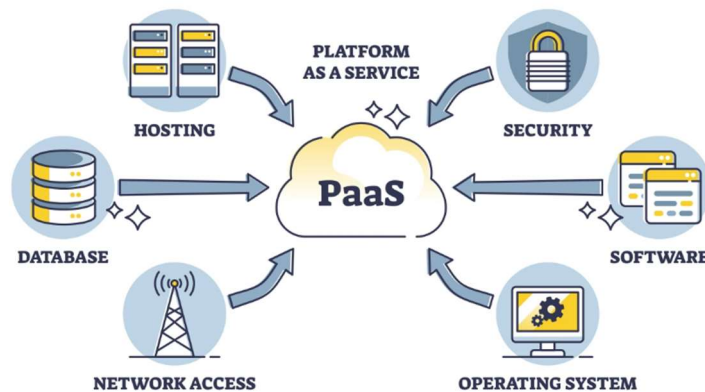 PLATFORM
AS A SERVICE
HOSTING
SECURITY
PaaS
DATABASE
SOFTWARE
NETWORK ACCESS
OPERATING SYSTEM